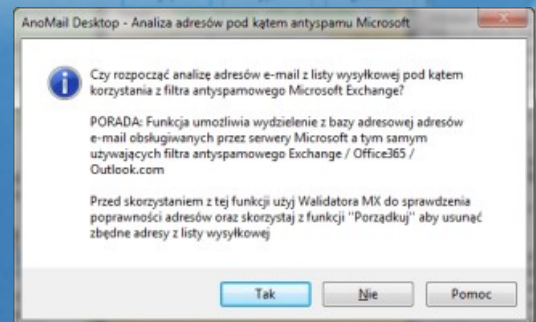 AnoMail Desktop - Analiza adresów pod kątem antyspamu Microsoft
Czy rozpocząć analizę adresów e-mail z listy wysyłkowej pod kątem
korzystania z filtra antyspamowego Microsoft Exchange?
PORADA: Funkcja umożliwia wydzielenie z bazy adresowej adresów
e-mail obsługiwanych przez serwery Microsoft a tym samym
używających filtra antyspamowego Exchange / Office365 /
Outlook.com
Przed skorzystaniem z tej funkcji użyj Walidatora MX do sprawdzenia
poprawności adresów oraz skorzystaj z funkcji "Porządkuj" aby usunąć
zbędne adresy z listy wysyłkowej
Tak Nie Pomoc